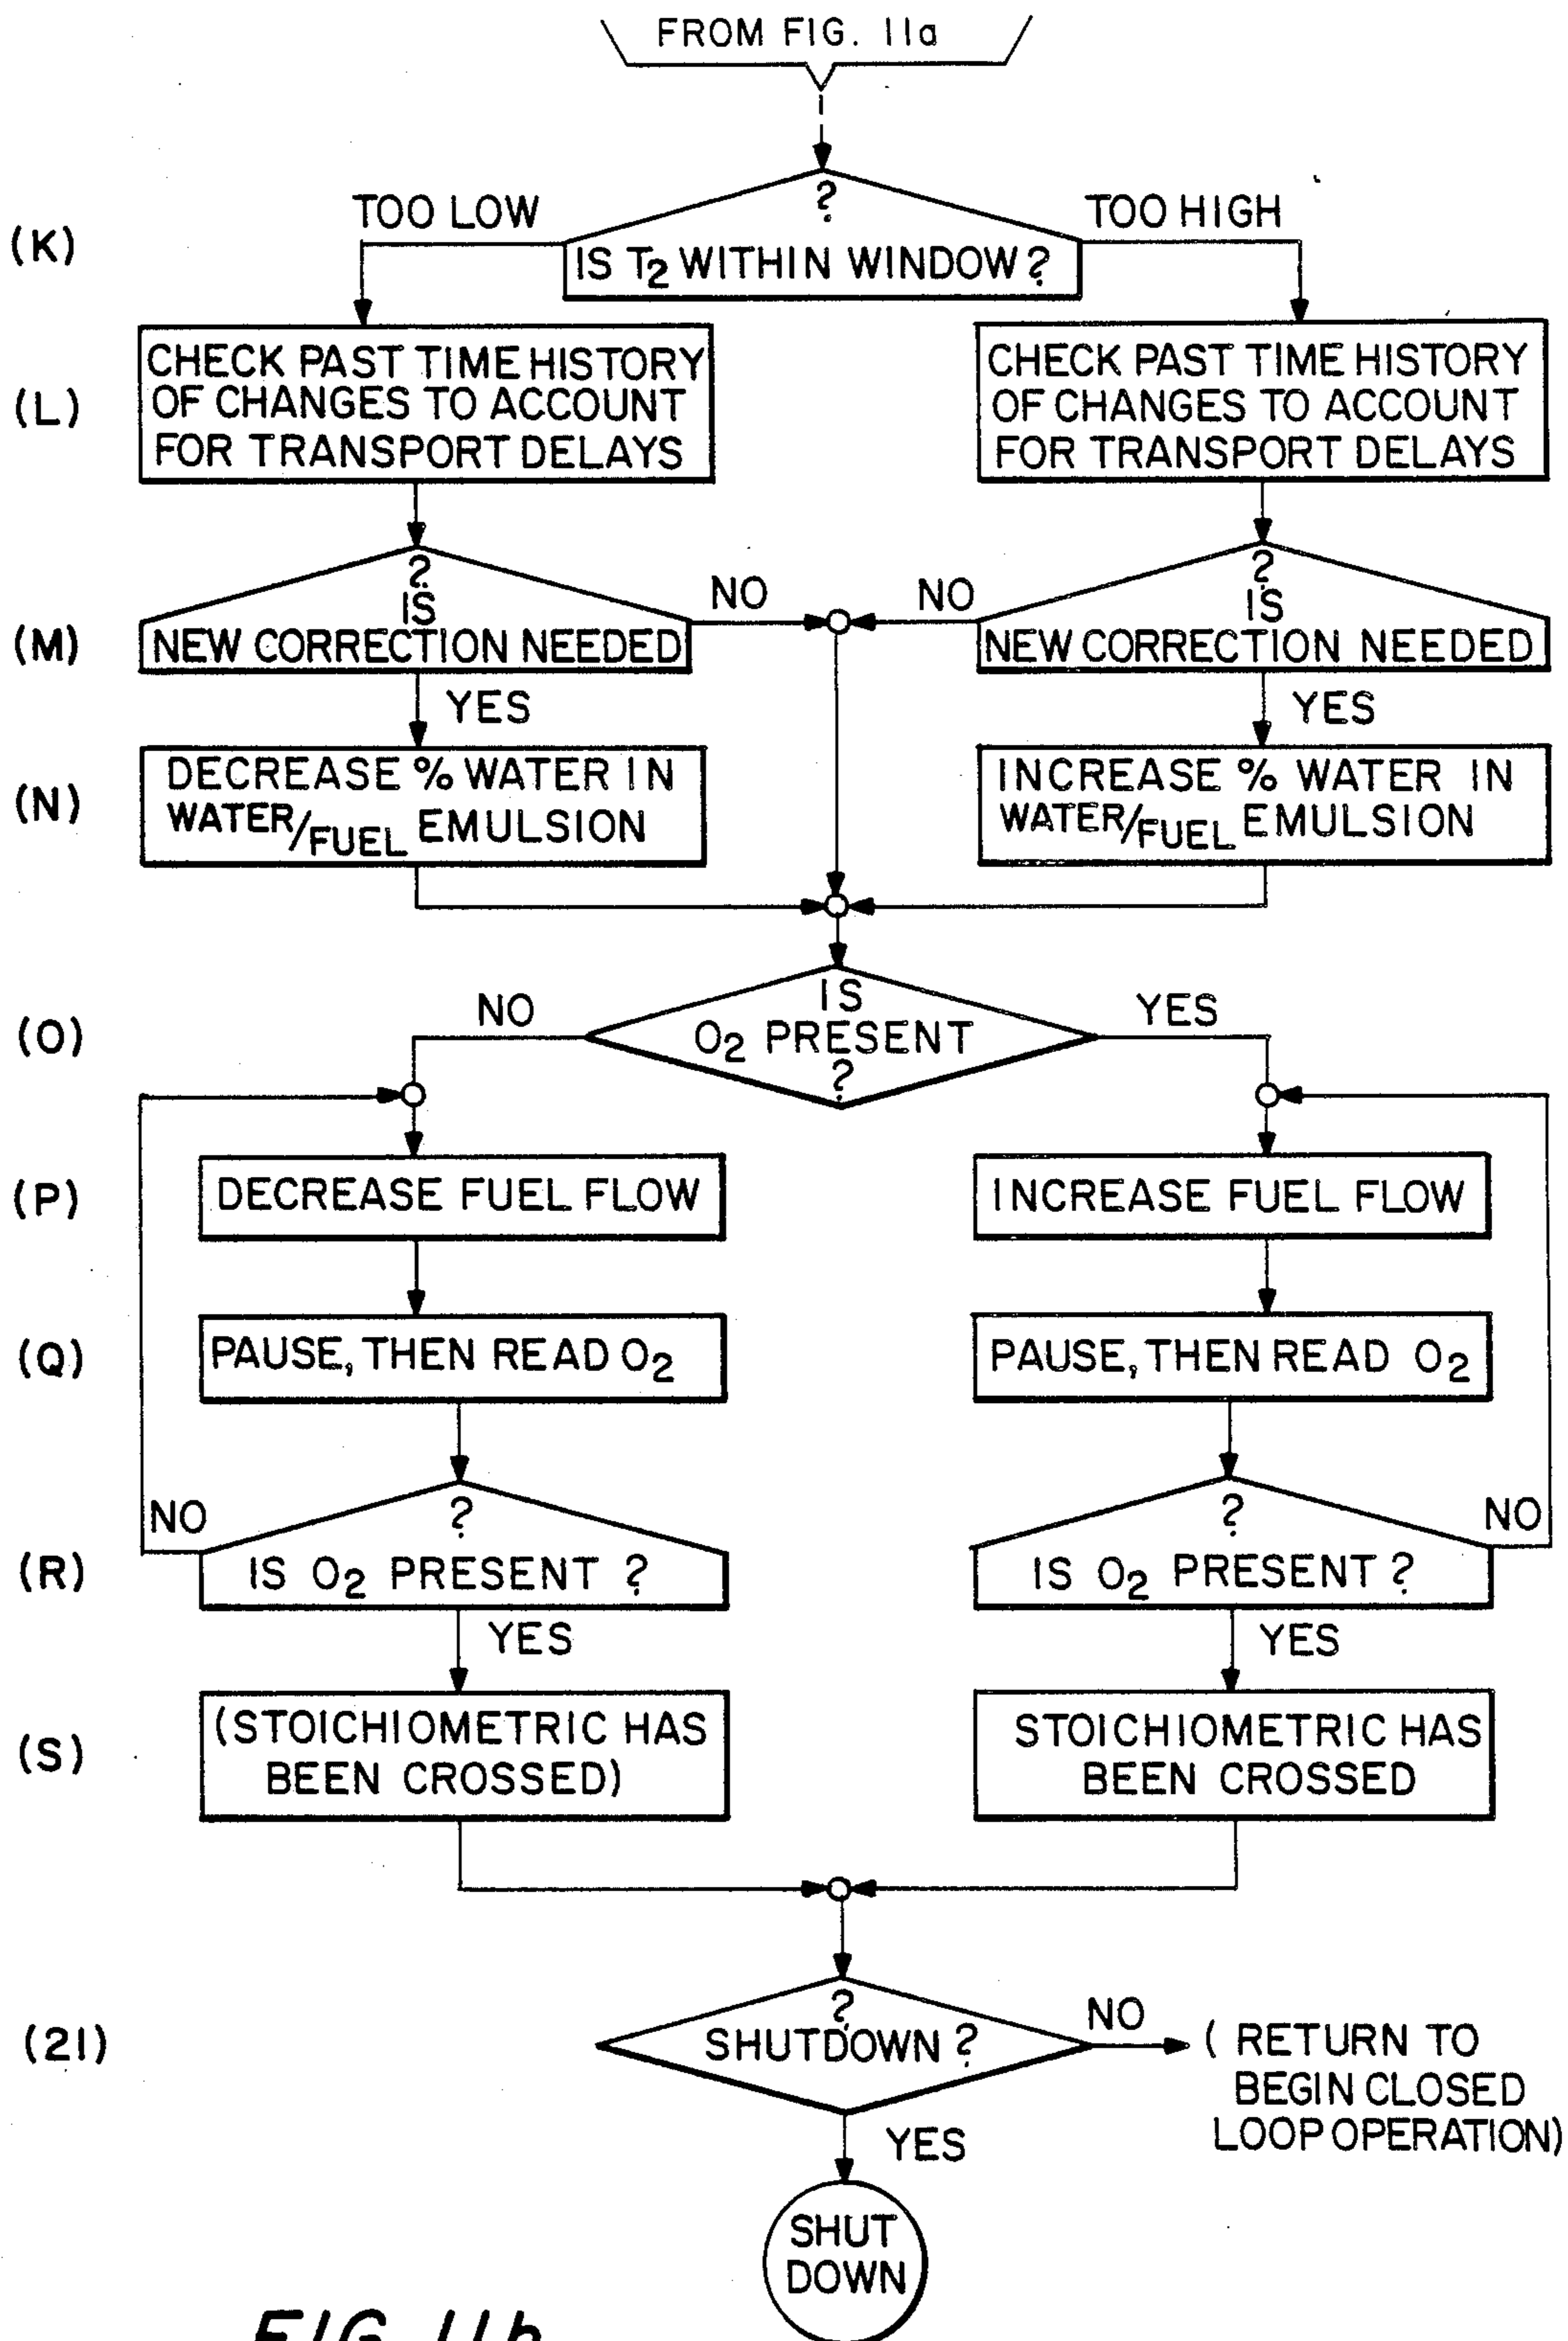 FROM FIG. 11a
?
TOO LOW
TOO HIGH
(K)
IS T2 WITHIN WINDOW?
CHECK PAST TIME HISTORY
OF CHANGES TO ACCOUNT
FOR TRANSPORT DELAYS
CHECK PAST TIME HISTORY
OF CHANGES TO ACCOUNT
FOR TRANSPORT DELAYS
(L)
?
IS
NEW CORRECTION NEEDED
NO
NO
?
IS
NEW CORRECTION NEEDED
(M)
YES
YES
DECREASE % WATER IN
WATER/FUEL EMULSION
INCREASE % WATER IN
WATER/FUEL EMULSION
(N)
NO
IS
O2 PRESENT
?
YES
(O)
(P)
DECREASE FUEL FLOW
INCREASE FUEL FLOW
(Q)
PAUSE, THEN READ O2
PAUSE, THEN READ O2
NO
?
?
NO
(R)
IS O2 PRESENT ?
IS O2 PRESENT ?
YES
YES
(S)
(STOICHIOMETRIC HAS
BEEN CROSSED)
STOICHIOMETRIC HAS
BEEN CROSSED
(21)
?
SHUTDOWN ?
NO
( RETURN TO
BEGIN CLOSED
LOOP OPERATION)
YES
SHUT
DOWN
FIG. 11b